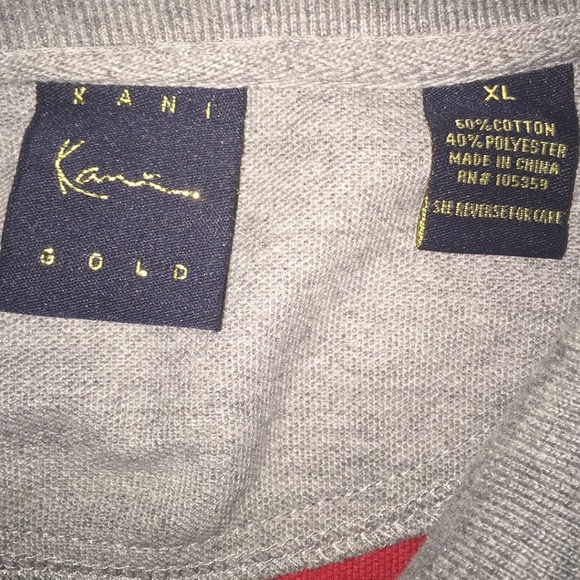 KANI
Kani
GOLD
XL
60% COTTON
40% POLYESTER
MADE IN CHINA
RN# 105359
SEE REVERSE FOR CARE